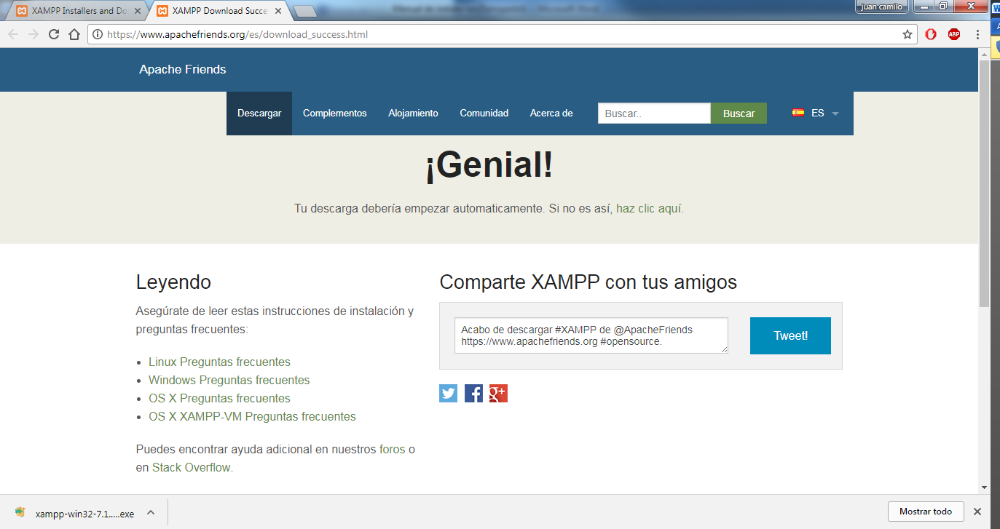 XAMPP Installers and Do
XAMPP Download Succe
juan camilo
https://www.apachefriends.org/es/download_success.html
ABP
Apache Friends
Descargar
Complementos
Alojamiento
Comunidad
Acerca de
Buscar..
Buscar
ES
¡Genial!
Tu descarga debería empezar automaticamente. Si no es así, haz clic aquí.
Leyendo
Asegúrate de leer estas instrucciones de instalación y
preguntas frecuentes:
Linux Preguntas frecuentes
Windows Preguntas frecuentes
OS X Preguntas frecuentes
OS X XAMPP-VM Preguntas frecuentes
Puedes encontrar ayuda adicional en nuestros foros o
en Stack Overflow.
Comparte XAMPP con tus amigos
Acabo de descargar #XAMPP de @ApacheFriends
https://www.apachefriends.org #opensource.
Tweet!
g+
xampp-win32-7.1.....exe
Mostrar todo